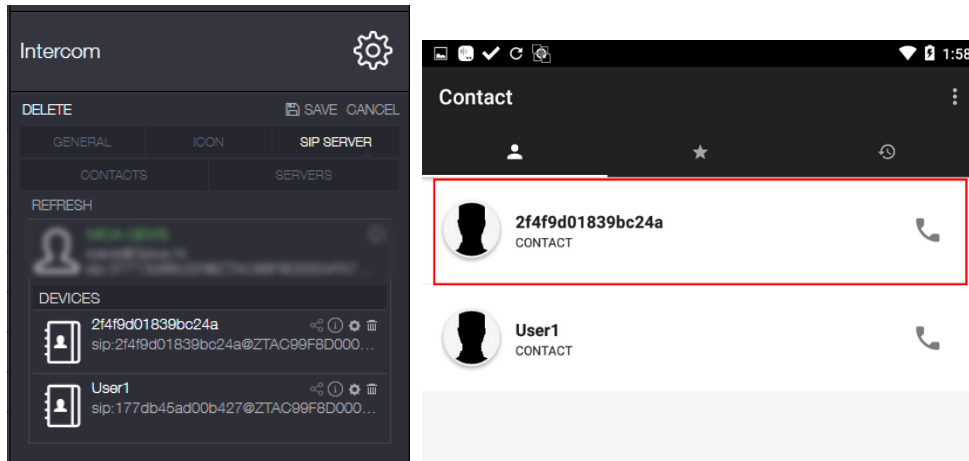 Intercom
DELETE SAVE CANCEL
GENERAL ICON SIP SERVER
CONTACTS SERVERS
REFRESH
DEVICES
2f4f9d01839bc24a
sip:2f4f9d01839bc24a@ZTAC99F8D000...
User1
sip:177db45ad00b427@ZTAC99F8D000...
1:58
Contact
2f4f9d01839bc24a
CONTACT
User1
CONTACT